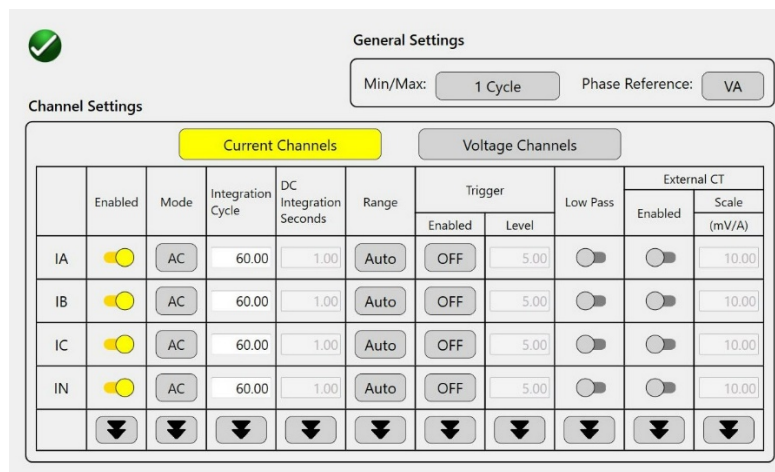 General Settings
Min/Max: 1 Cycle Phase Reference: VA
Channel Settings
Current Channels Voltage Channels
Enabled Mode Integration Cycle DC Integration Seconds Range Trigger Low Pass External CT
Enabled Level Enabled Scale
(mV/A)
IA AC 60.00 1.00 Auto OFF 5.00 10.00
IB AC 60.00 1.00 Auto OFF 5.00 10.00
IC AC 60.00 1.00 Auto OFF 5.00 10.00
IN AC 60.00 1.00 Auto OFF 5.00 10.00